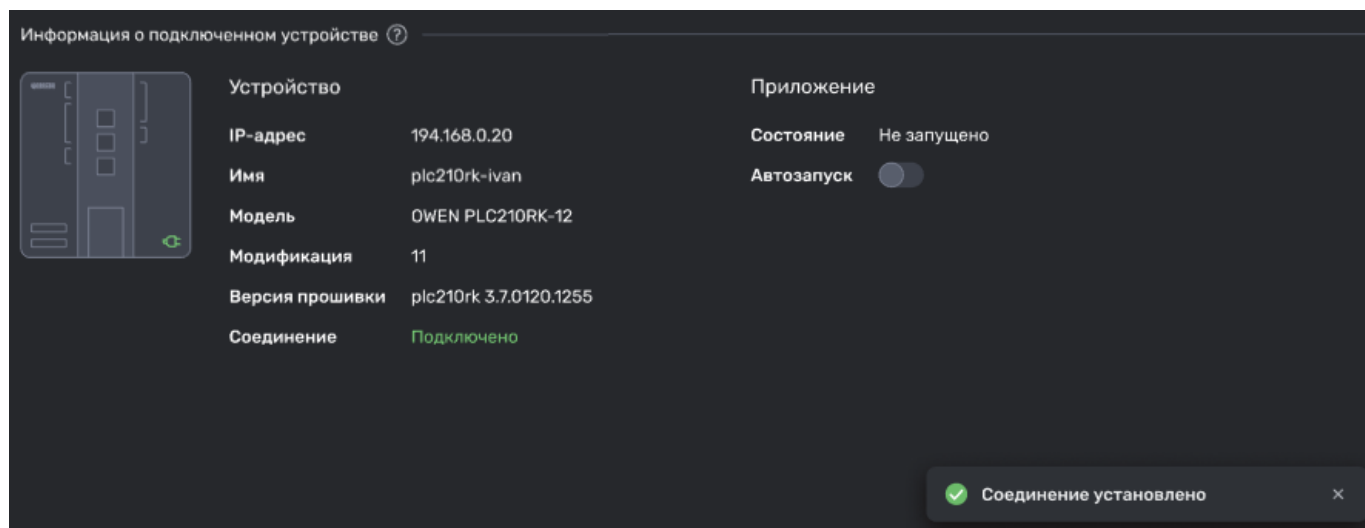 Информация о подключенном устройстве ?
Устройство
IP-адрес 194.168.0.20
Имя plc210rk-ivan
Модель OWEN PLC210RK-12
Модификация 11
Версия прошивки plc210rk 3.7.0120.1255
Соединение Подключено
Приложение
Состояние Не запущено
Автозапуск
Соединение установлено